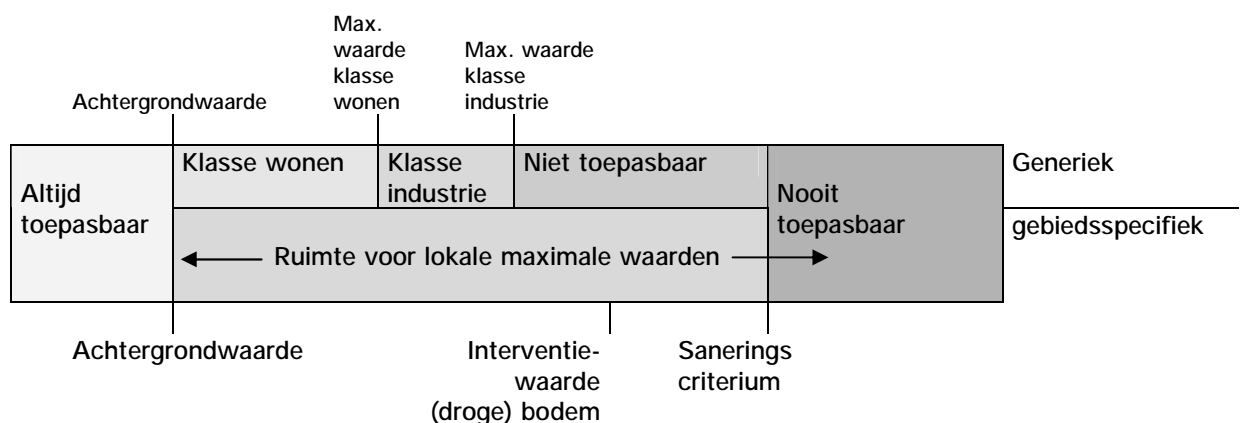 Max.
waarde
klasse
wonen
Max. waarde
klasse
industrie
Achtergrondwaarde
Altijd
toepasbaar
Klasse wonen
Klasse
industrie
Niet toepasbaar
Nooit
toepasbaar
Generiek
gebiedsspecifiek
Ruimte voor lokale maximale waarden
Achtergrondwaarde
Interventie-
waarde
(droge) bodem
Sanerings
criterium